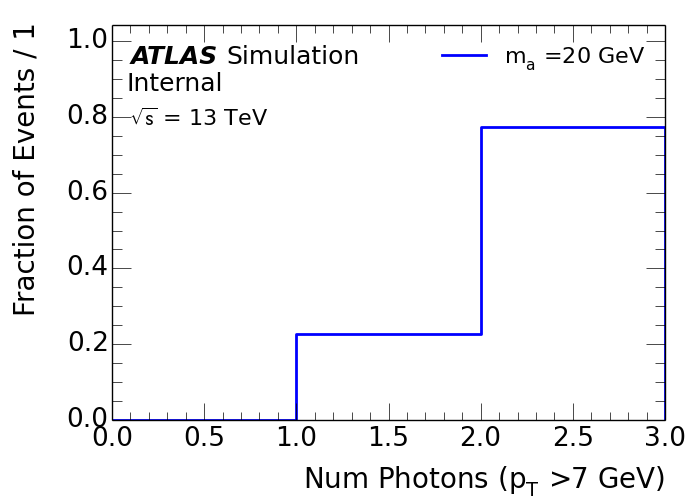 Fraction of Events / 1
1.0
0.8
0.6
0.4
0.2
0.0
ATLAS Simulation
Internal
√s = 13 TeV
mₐ =20 GeV
0.0 0.5 1.0 1.5 2.0 2.5 3.0
Num Photons (p_T >7 GeV)